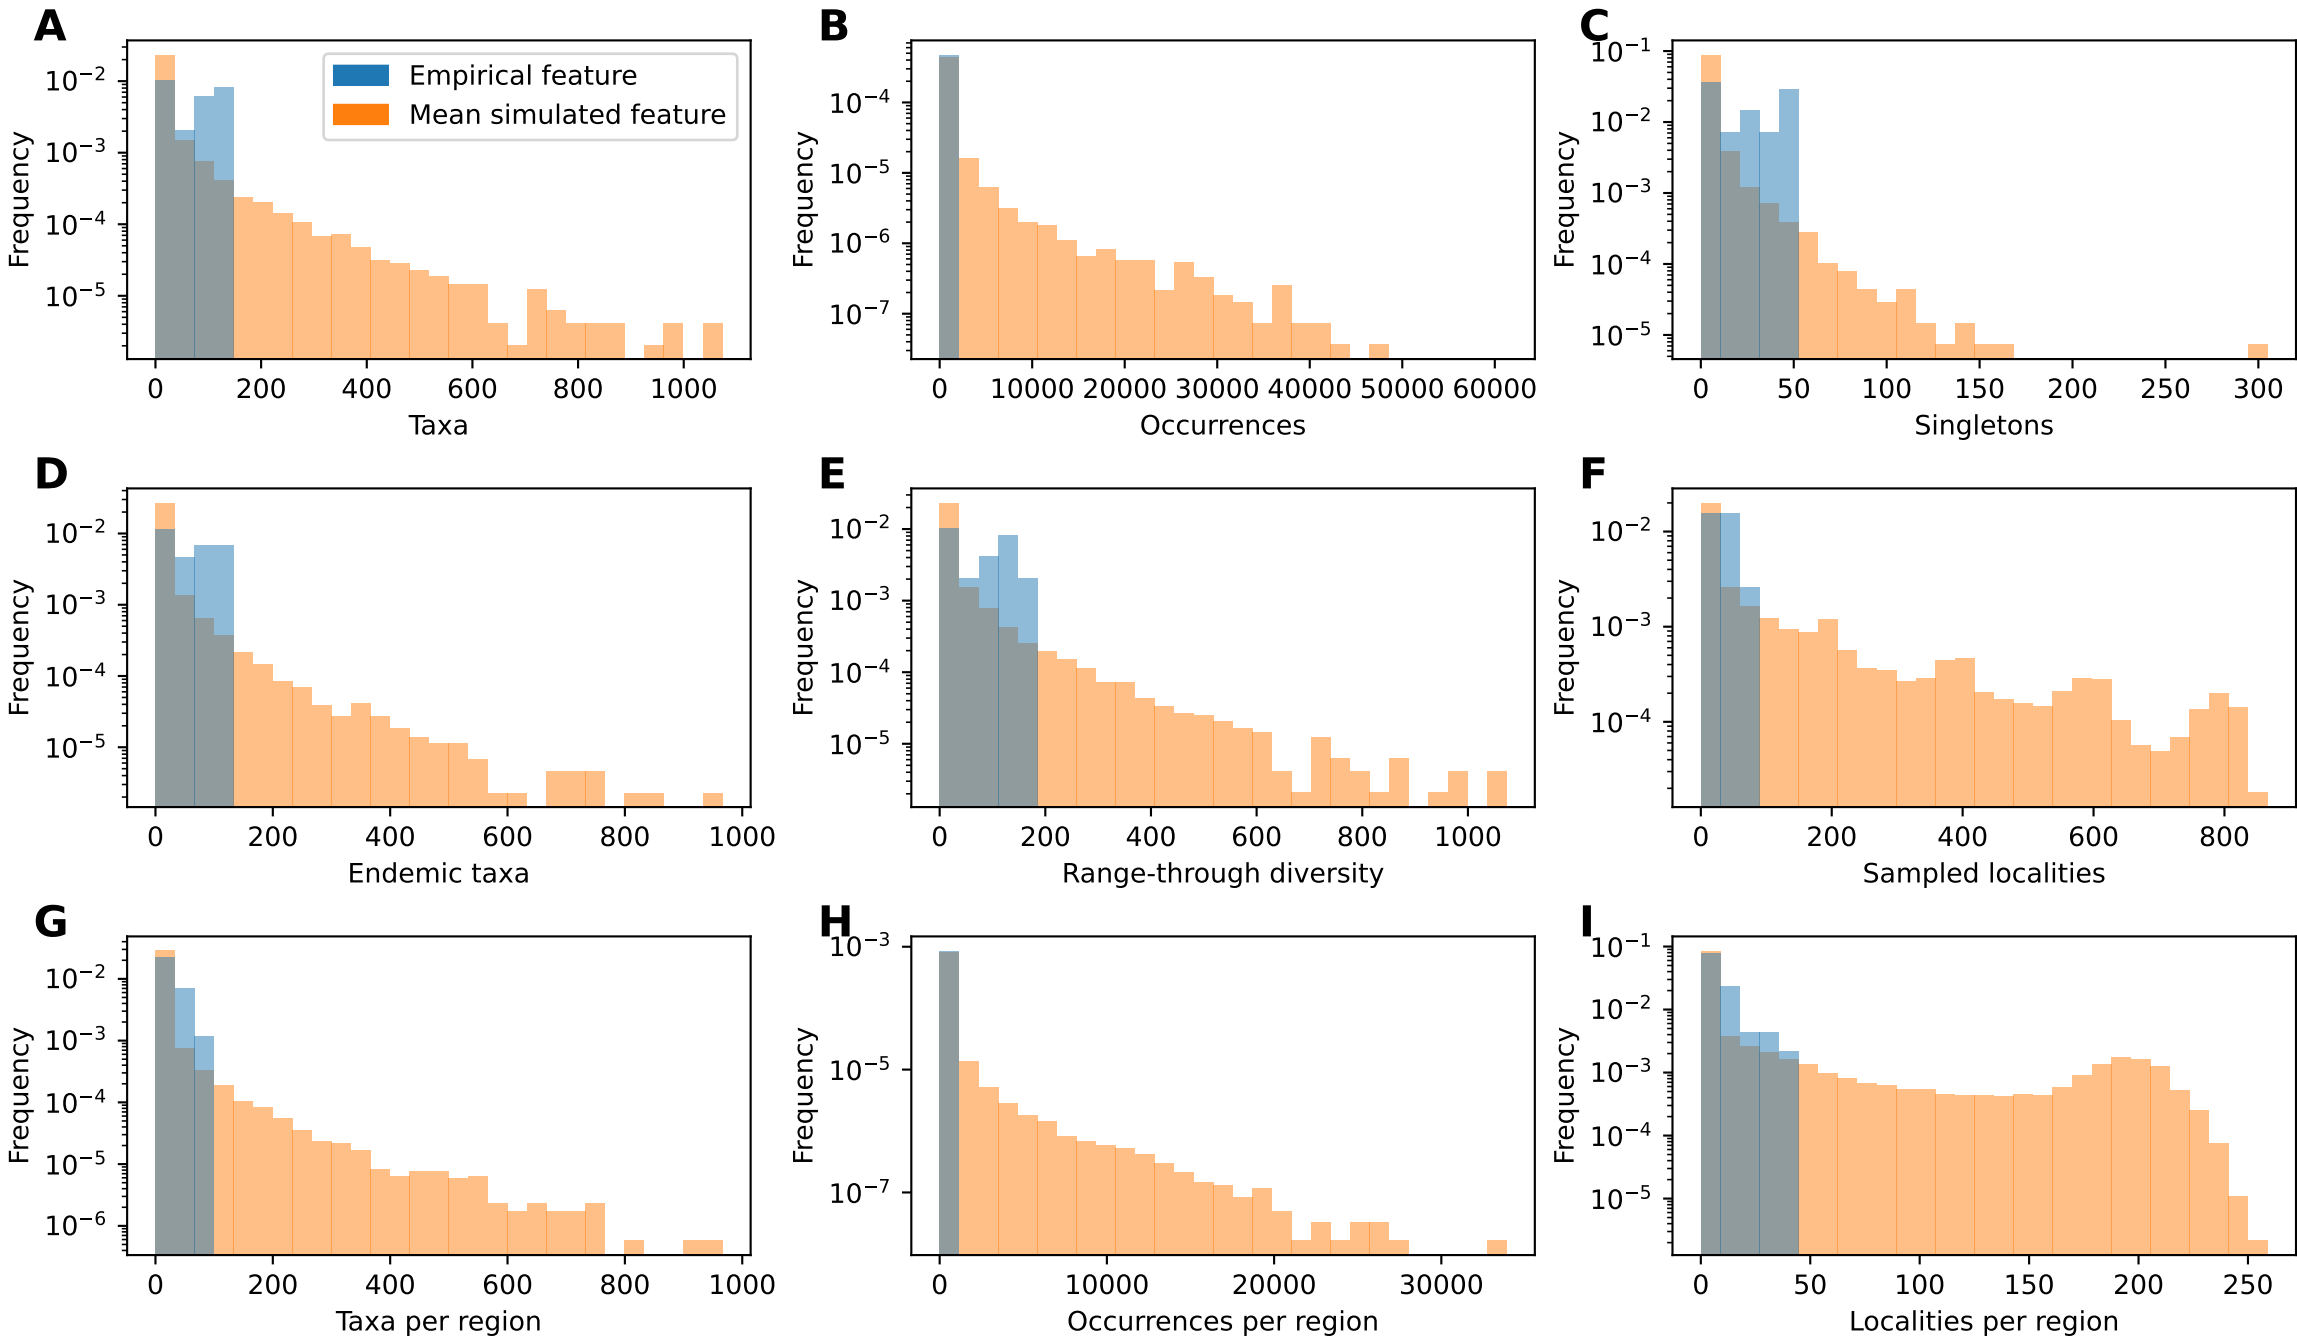 A
Frequency
10⁻²
10⁻³
10⁻⁴
10⁻⁵
Empirical feature
Mean simulated feature
0 200 400 600 800 1000
Taxa
B
Frequency
10⁻⁴
10⁻⁵
10⁻⁶
10⁻⁷
0 10000 20000 30000 40000 50000 60000
Occurrences
C
Frequency
10⁻¹
10⁻²
10⁻³
10⁻⁴
10⁻⁵
0 50 100 150 200 250 300
Singletons
D
Frequency
10⁻²
10⁻³
10⁻⁴
10⁻⁵
0 200 400 600 800 1000
Endemic taxa
E
Frequency
10⁻²
10⁻³
10⁻⁴
10⁻⁵
0 200 400 600 800 1000
Range-through diversity
F
Frequency
10⁻²
10⁻³
10⁻⁴
0 200 400 600 800
Sampled localities
G
Frequency
10⁻²
10⁻³
10⁻⁴
10⁻⁵
10⁻⁶
0 200 400 600 800 1000
Taxa per region
H
Frequency
10⁻³
10⁻⁵
10⁻⁷
0 10000 20000 30000
Occurrences per region
I
Frequency
10⁻¹
10⁻²
10⁻³
10⁻⁴
10⁻⁵
0 50 100 150 200 250
Localities per region